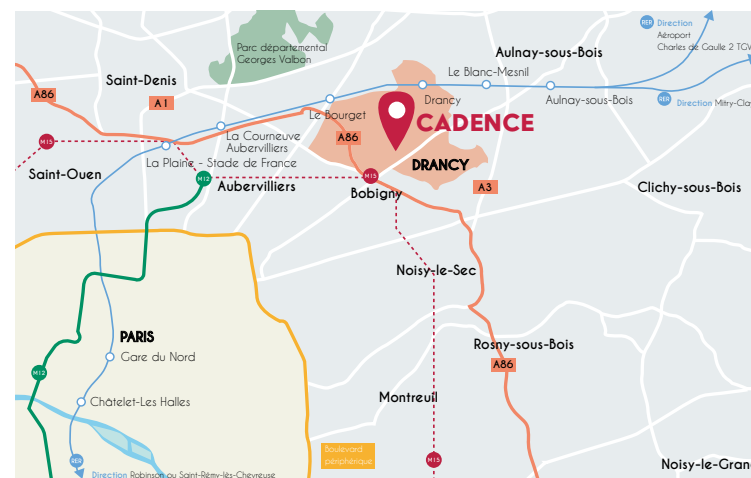 RER Direction
Aéroport
Charles de Gaulle 2 TGV
Parc départemental
Georges Valbon
Aulnay-sous-Bois
Saint-Denis
Le Blanc-Mesnil
A86
A1
Drancy
Aulnay-sous-Bois
RER Direction Mitry-Cla
Le Bourget
CADENCE
La Courneuve
Aubervilliers
A86
M15
La Plaine - Stade de France
DRANCY
Saint-Ouen
M12
Aubervilliers
M15
A3
Bobigny
Clichy-sous-Bois
Noisy-le-Sec
PARIS
Rosny-sous-Bois
Gare du Nord
A86
M12
Châtelet-Les Halles
Montreuil
Boulevard
périphérique
RER
M15
Noisy-le-Gran
Direction Robinson ou Saint-Rémy-lès-Chevreuse